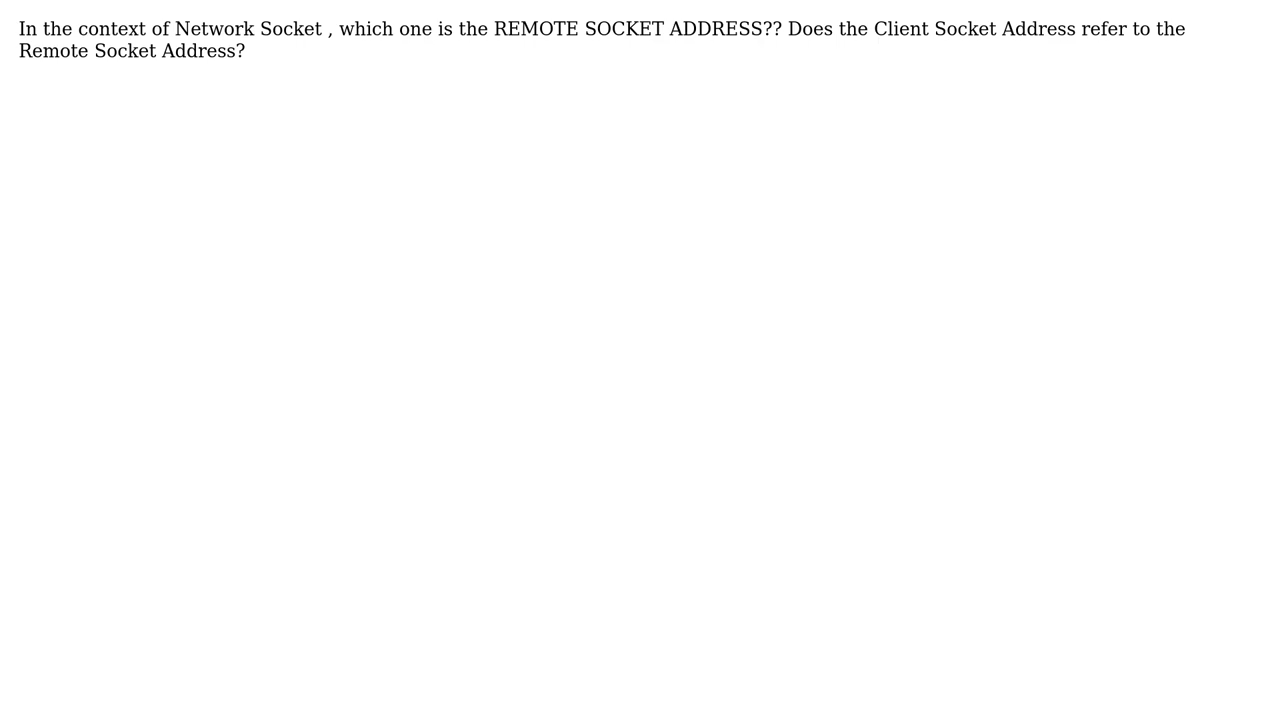 In the context of Network Socket , which one is the REMOTE SOCKET ADDRESS?? Does the Client Socket Address refer to the
Remote Socket Address?